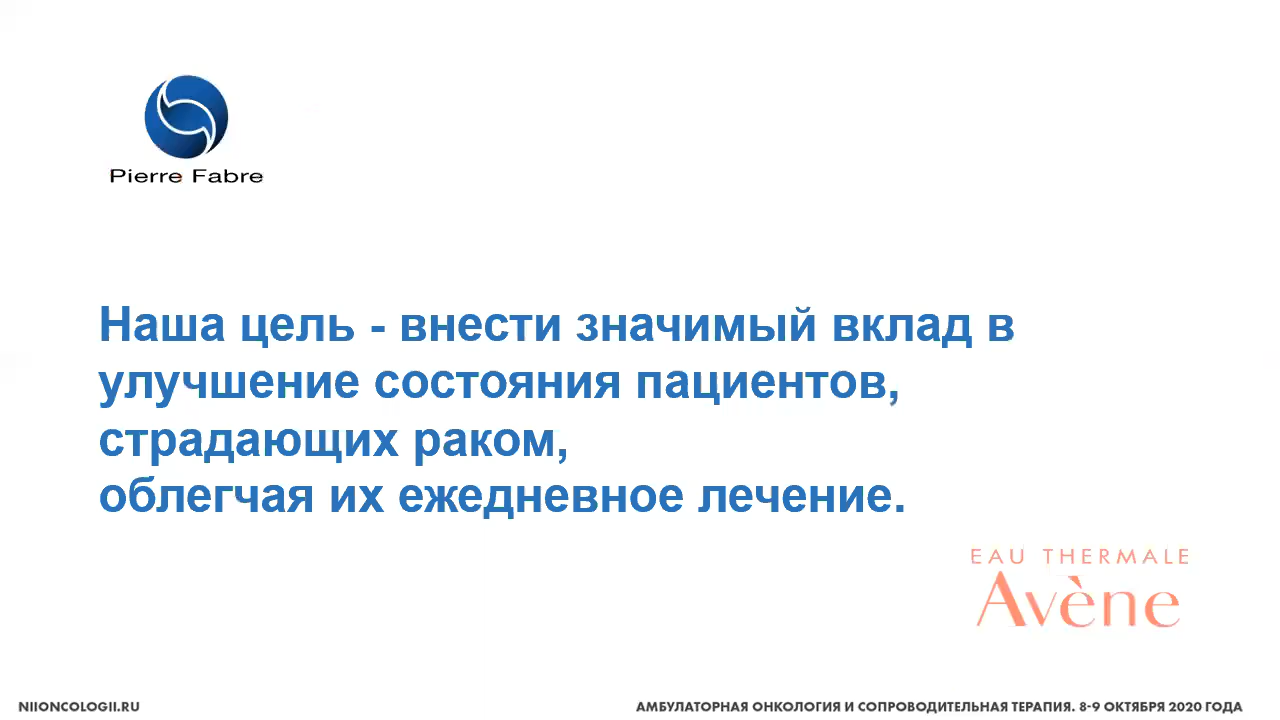 Pierre Fabre
Наша цель - внести значимый вклад в
улучшение состояния пациентов,
страдающих раком,
облегчая их ежедневное лечение.
EAU THERMALE
Avène
NIIONCOLOGII.RU
АМБУЛАТОРНАЯ ОНКОЛОГИЯ И СОПРОВОДИТЕЛЬНАЯ ТЕРАПИЯ. 8-9 ОКТЯБРЯ 2020 ГОДА